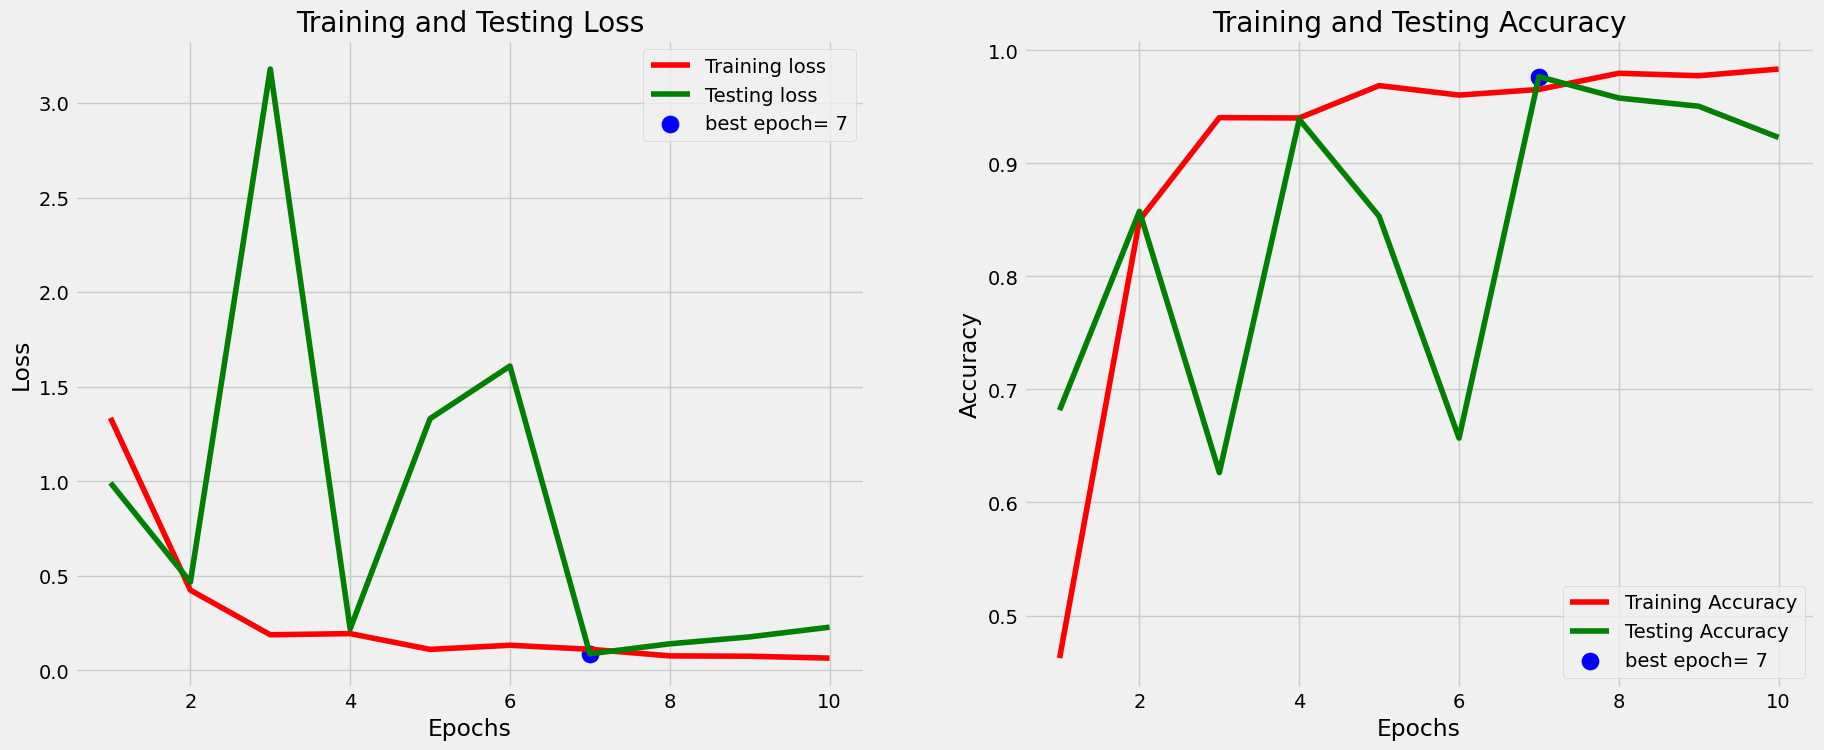 Training and Testing Loss
Loss
3.0
2.5
2.0
1.5
1.0
0.5
0.0
2
4
6
8
10
Epochs
Training loss
Testing loss
best epoch= 7
Training and Testing Accuracy
Accuracy
1.0
0.9
0.8
0.7
0.6
0.5
2
4
6
8
10
Epochs
Training Accuracy
Testing Accuracy
best epoch= 7